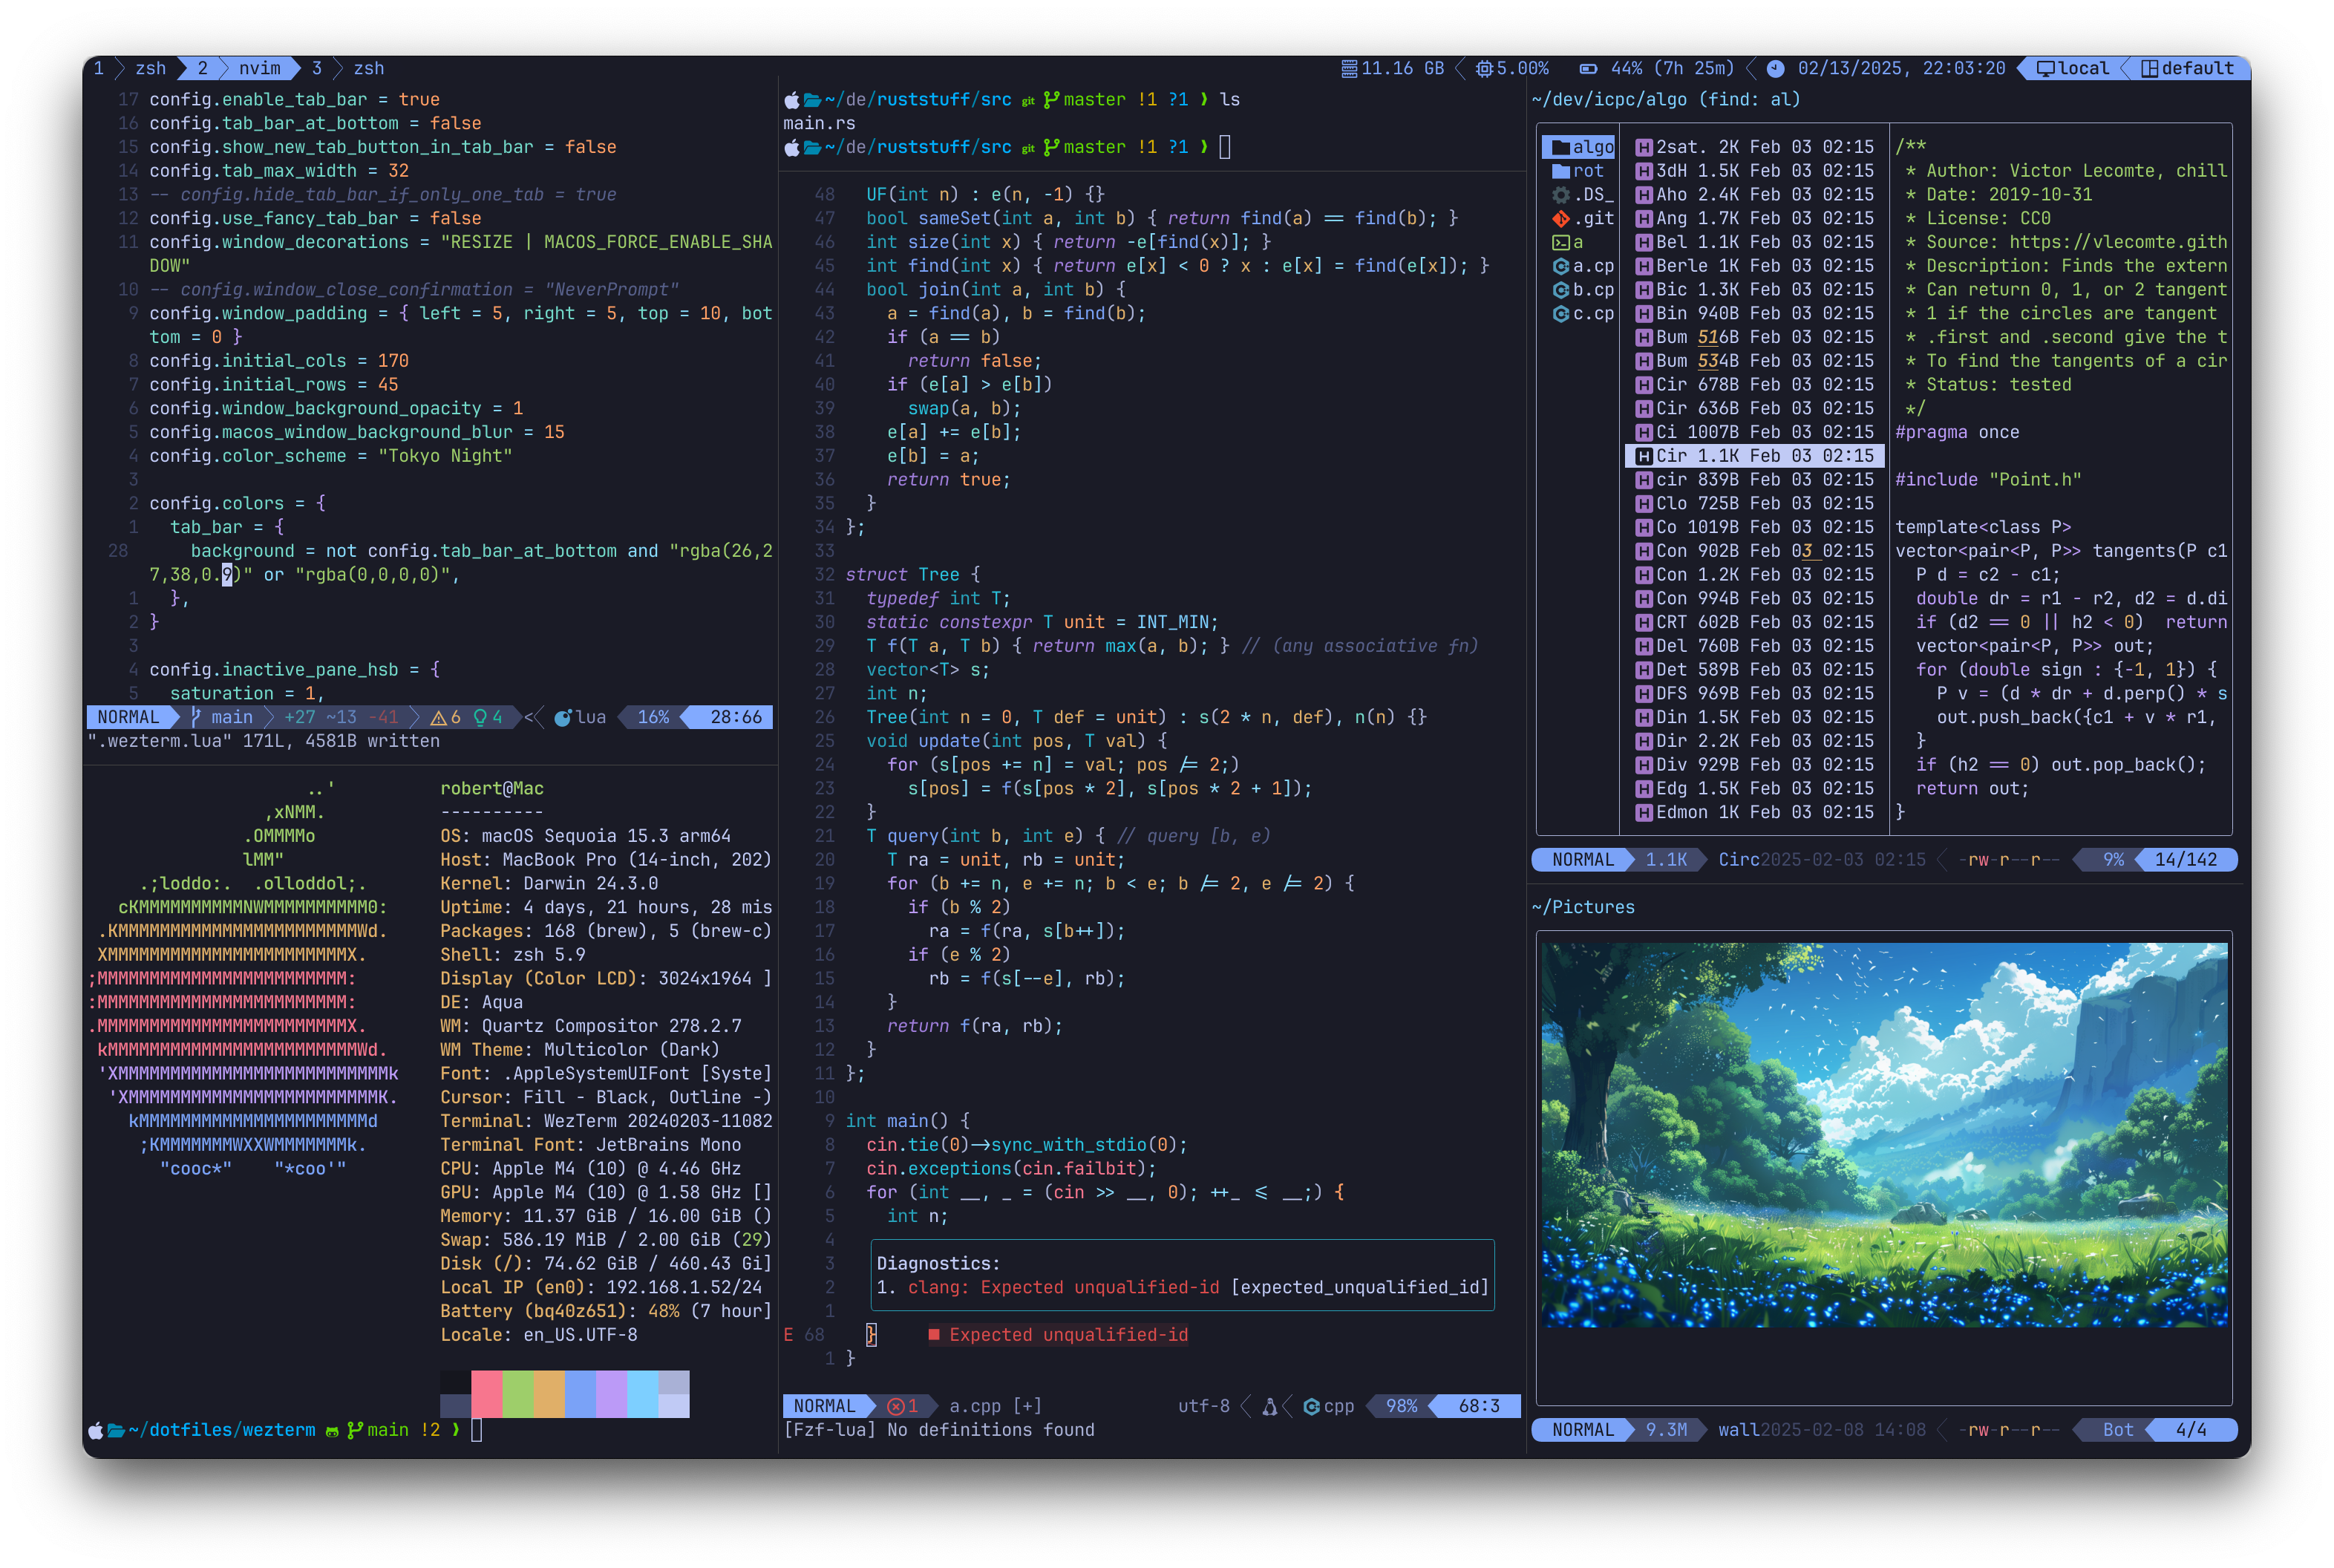 1 zsh 2 nvim 3 zsh 11.16 GB 5.00% 44% (7h 25m) 02/13/2025, 22:03:20 local default
17 config.enable_tab_bar = true
16 config.tab_bar_at_bottom = false
15 config.show_new_tab_button_in_tab_bar = false
14 config.tab_max_width = 32
13 -- config.hide_tab_bar_if_only_one_tab = true
12 config.use_fancy_tab_bar = false
11 config.window_decorations = "RESIZE | MACOS_FORCE_ENABLE_SHA
DOW"
10 -- config.window_close_confirmation = "NeverPrompt"
9 config.window_padding = { left = 5, right = 5, top = 10, bot
tom = 0 }
8 config.initial_cols = 170
7 config.initial_rows = 45
6 config.window_background_opacity = 1
5 config.macos_window_background_blur = 15
4 config.color_scheme = "Tokyo Night"
3
2 config.colors = {
1 tab_bar = {
28 background = not config.tab_bar_at_bottom and "rgba(26,2
7,38,0.9)" or "rgba(0,0,0,0)",
1 },
2 }
3
4 config.inactive_pane_hsb = {
5 saturation = 1,
NORMAL main +27 ~13 -41 6 4 < lua 16% 28:66
".wezterm.lua" 171L, 4581B written
..'
,xNMM.
.OMMMMo
lMM"
.;loddo:. .olloddol;.
cKMMMMMMMMMMNWMMMMMMMMMM0:
.KMMMMMMMMMMMMMMMMMMMMMMMWd.
XMMMMMMMMMMMMMMMMMMMMMMMX.
;MMMMMMMMMMMMMMMMMMMMMMMM:
:MMMMMMMMMMMMMMMMMMMMMMMM:
.MMMMMMMMMMMMMMMMMMMMMMMMX.
kMMMMMMMMMMMMMMMMMMMMMMMMWd.
'XMMMMMMMMMMMMMMMMMMMMMMMMMMk
'XMMMMMMMMMMMMMMMMMMMMMMMMK.
kMMMMMMMMMMMMMMMMMMMMMMd
;KMMMMMMMWXXWMMMMMMMk.
"cooc*" "*coo'"
robert@Mac
----------
OS: macOS Sequoia 15.3 arm64
Host: MacBook Pro (14-inch, 202)
Kernel: Darwin 24.3.0
Uptime: 4 days, 21 hours, 28 mis
Packages: 168 (brew), 5 (brew-c)
Shell: zsh 5.9
Display (Color LCD): 3024x1964 ]
DE: Aqua
WM: Quartz Compositor 278.2.7
WM Theme: Multicolor (Dark)
Font: .AppleSystemUIFont [Syste]
Cursor: Fill - Black, Outline -)
Terminal: WezTerm 20240203-11082
Terminal Font: JetBrains Mono
CPU: Apple M4 (10) @ 4.46 GHz
GPU: Apple M4 (10) @ 1.58 GHz []
Memory: 11.37 GiB / 16.00 GiB ()
Swap: 586.19 MiB / 2.00 GiB (29)
Disk (/): 74.62 GiB / 460.43 Gi]
Local IP (en0): 192.168.1.52/24
Battery (bq40z651): 48% (7 hour]
Locale: en_US.UTF-8
~/dotfiles/wezterm main !2 ❯
~/de/ruststuff/src git master !1 ?1 ❯ ls
main.rs
~/de/ruststuff/src git master !1 ?1 ❯
48 UF(int n) : e(n, -1) {}
47 bool sameSet(int a, int b) { return find(a) == find(b); }
46 int size(int x) { return -e[find(x)]; }
45 int find(int x) { return e[x] < 0 ? x : e[x] = find(e[x]); }
44 bool join(int a, int b) {
43 a = find(a), b = find(b);
42 if (a == b)
41 return false;
40 if (e[a] > e[b])
39 swap(a, b);
38 e[a] += e[b];
37 e[b] = a;
36 return true;
35 }
34 };
33
32 struct Tree {
31 typedef int T;
30 static constexpr T unit = INT_MIN;
29 T f(T a, T b) { return max(a, b); } // (any associative fn)
28 vector<T> s;
27 int n;
26 Tree(int n = 0, T def = unit) : s(2 * n, def), n(n) {}
25 void update(int pos, T val) {
24 for (s[pos += n] = val; pos /= 2;)
23 s[pos] = f(s[pos * 2], s[pos * 2 + 1]);
22 }
21 T query(int b, int e) { // query [b, e)
20 T ra = unit, rb = unit;
19 for (b += n, e += n; b < e; b /= 2, e /= 2) {
18 if (b % 2)
17 ra = f(ra, s[b++]);
16 if (e % 2)
15 rb = f(s[--e], rb);
14 }
13 return f(ra, rb);
12 }
11 };
10
9 int main() {
8 cin.tie(0)->sync_with_stdio(0);
7 cin.exceptions(cin.failbit);
6 for (int __, _ = (cin >> __, 0); ++_ <= __;) {
5 int n;
4
3 Diagnostics:
2 1. clang: Expected unqualified-id [expected_unqualified_id]
1
E 68 } ■ Expected unqualified-id
1 }
NORMAL 1 a.cpp [+] utf-8 cpp 98% 68:3
[Fzf-lua] No definitions found
~/dev/icpc/algo (find: al)
algo
rot
.DS_
.git
a
a.cp
b.cp
c.cp
H 2sat. 2K Feb 03 02:15
H 3dH 1.5K Feb 03 02:15
H Aho 2.4K Feb 03 02:15
H Ang 1.7K Feb 03 02:15
H Bel 1.1K Feb 03 02:15
H Berle 1K Feb 03 02:15
H Bic 1.3K Feb 03 02:15
H Bin 940B Feb 03 02:15
H Bum 516B Feb 03 02:15
H Bum 534B Feb 03 02:15
H Cir 678B Feb 03 02:15
H Cir 636B Feb 03 02:15
H Ci 1007B Feb 03 02:15
H Cir 1.1K Feb 03 02:15
H cir 839B Feb 03 02:15
H Clo 725B Feb 03 02:15
H Co 1019B Feb 03 02:15
H Con 902B Feb 03 02:15
H Con 1.2K Feb 03 02:15
H Con 994B Feb 03 02:15
H CRT 602B Feb 03 02:15
H Del 760B Feb 03 02:15
H Det 589B Feb 03 02:15
H DFS 969B Feb 03 02:15
H Din 1.5K Feb 03 02:15
H Dir 2.2K Feb 03 02:15
H Div 929B Feb 03 02:15
H Edg 1.5K Feb 03 02:15
H Edmon 1K Feb 03 02:15
/**
* Author: Victor Lecomte, chill
* Date: 2019-10-31
* License: CC0
* Source: https://vlecomte.gith
* Description: Finds the extern
* Can return 0, 1, or 2 tangent
* 1 if the circles are tangent
* .first and .second give the t
* To find the tangents of a cir
* Status: tested
*/
#pragma once
#include "Point.h"
template<class P>
vector<pair<P, P>> tangents(P c1
P d = c2 - c1;
double dr = r1 - r2, d2 = d.di
if (d2 == 0 || h2 < 0) return
vector<pair<P, P>> out;
for (double sign : {-1, 1}) {
P v = (d * dr + d.perp() * s
out.push_back({c1 + v * r1,
}
if (h2 == 0) out.pop_back();
return out;
}
NORMAL 1.1K Circ2025-02-03 02:15 -rw-r--r-- 9% 14/142
~/Pictures
NORMAL 9.3M wall2025-02-08 14:08 -rw-r--r-- Bot 4/4